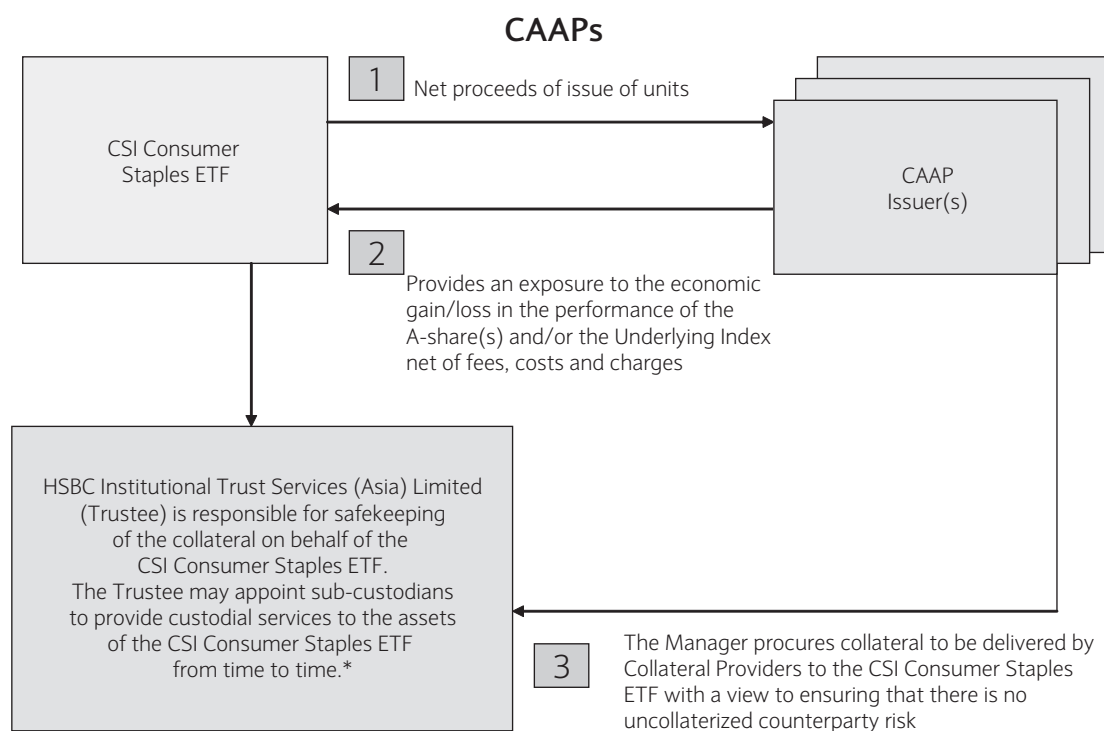 CAAPs
1
Net proceeds of issue of units
CSI Consumer
Staples ETF
CAAP
Issuer(s)
2
Provides an exposure to the economic
gain/loss in the performance of the
A-share(s) and/or the Underlying Index
net of fees, costs and charges
HSBC Institutional Trust Services (Asia) Limited
(Trustee) is responsible for safekeeping
of the collateral on behalf of the
CSI Consumer Staples ETF.
The Trustee may appoint sub-custodians
to provide custodial services to the assets
of the CSI Consumer Staples ETF
from time to time.*
3
The Manager procures collateral to be delivered by
Collateral Providers to the CSI Consumer Staples
ETF with a view to ensuring that there is no
uncollaterized counterparty risk